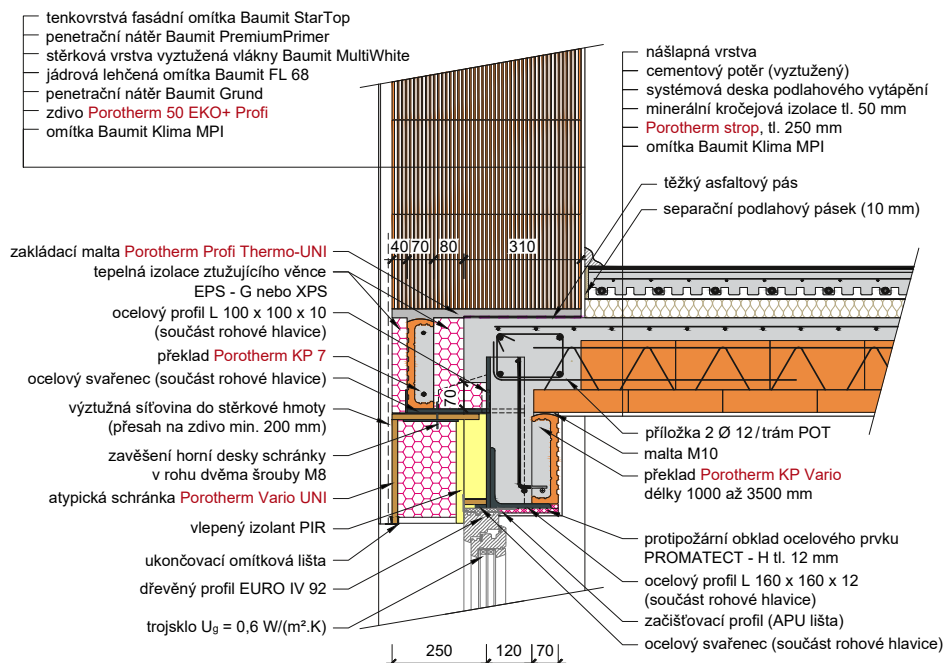 tenkovrstvá fasádní omítka Baumit StarTop
penetrační nátěr Baumit PremiumPrimer
stěrková vrstva vyztužená vlákny Baumit MultiWhite
jádrová lehčená omítka Baumit FL 68
penetrační nátěr Baumit Grund
zdivo Porotherm 50 EKO+ Profi
omítka Baumit Klima MPI
nášlapná vrstva
cementový potěr (vyztužený)
systémová deska podlahového vytápění
minerální kročejová izolace tl. 50 mm
Porotherm strop, tl. 250 mm
omítka Baumit Klima MPI
těžký asfaltový pás
separační podlahový pásek (10 mm)
40 70 80 310
zakládací malta Porotherm Profi Thermo-UNI
tepelná izolace ztužujícího věnce
EPS - G nebo XPS
ocelový profil L 100 x 100 x 10
(součást rohové hlavice)
překlad Porotherm KP 7
ocelový svařenec (součást rohové hlavice)
70
výztužná síťovina do stěrkové hmoty
(přesah na zdivo min. 200 mm)
zavěšení horní desky schránky
v rohu dvěma šrouby M8
atypická schránka Porotherm Vario UNI
vlepený izolant PIR
ukončovací omítková lišta
dřevěný profil EURO IV 92
trojsklo Ug = 0,6 W/(m².K)
příložka 2 Ø 12/trám POT
malta M10
překlad Porotherm KP Vario
délky 1000 až 3500 mm
protipožární obklad ocelového prvku
PROMATECT - H tl. 12 mm
ocelový profil L 160 x 160 x 12
(součást rohové hlavice)
začišťovací profil (APU lišta)
ocelový svařenec (součást rohové hlavice)
250 120 70